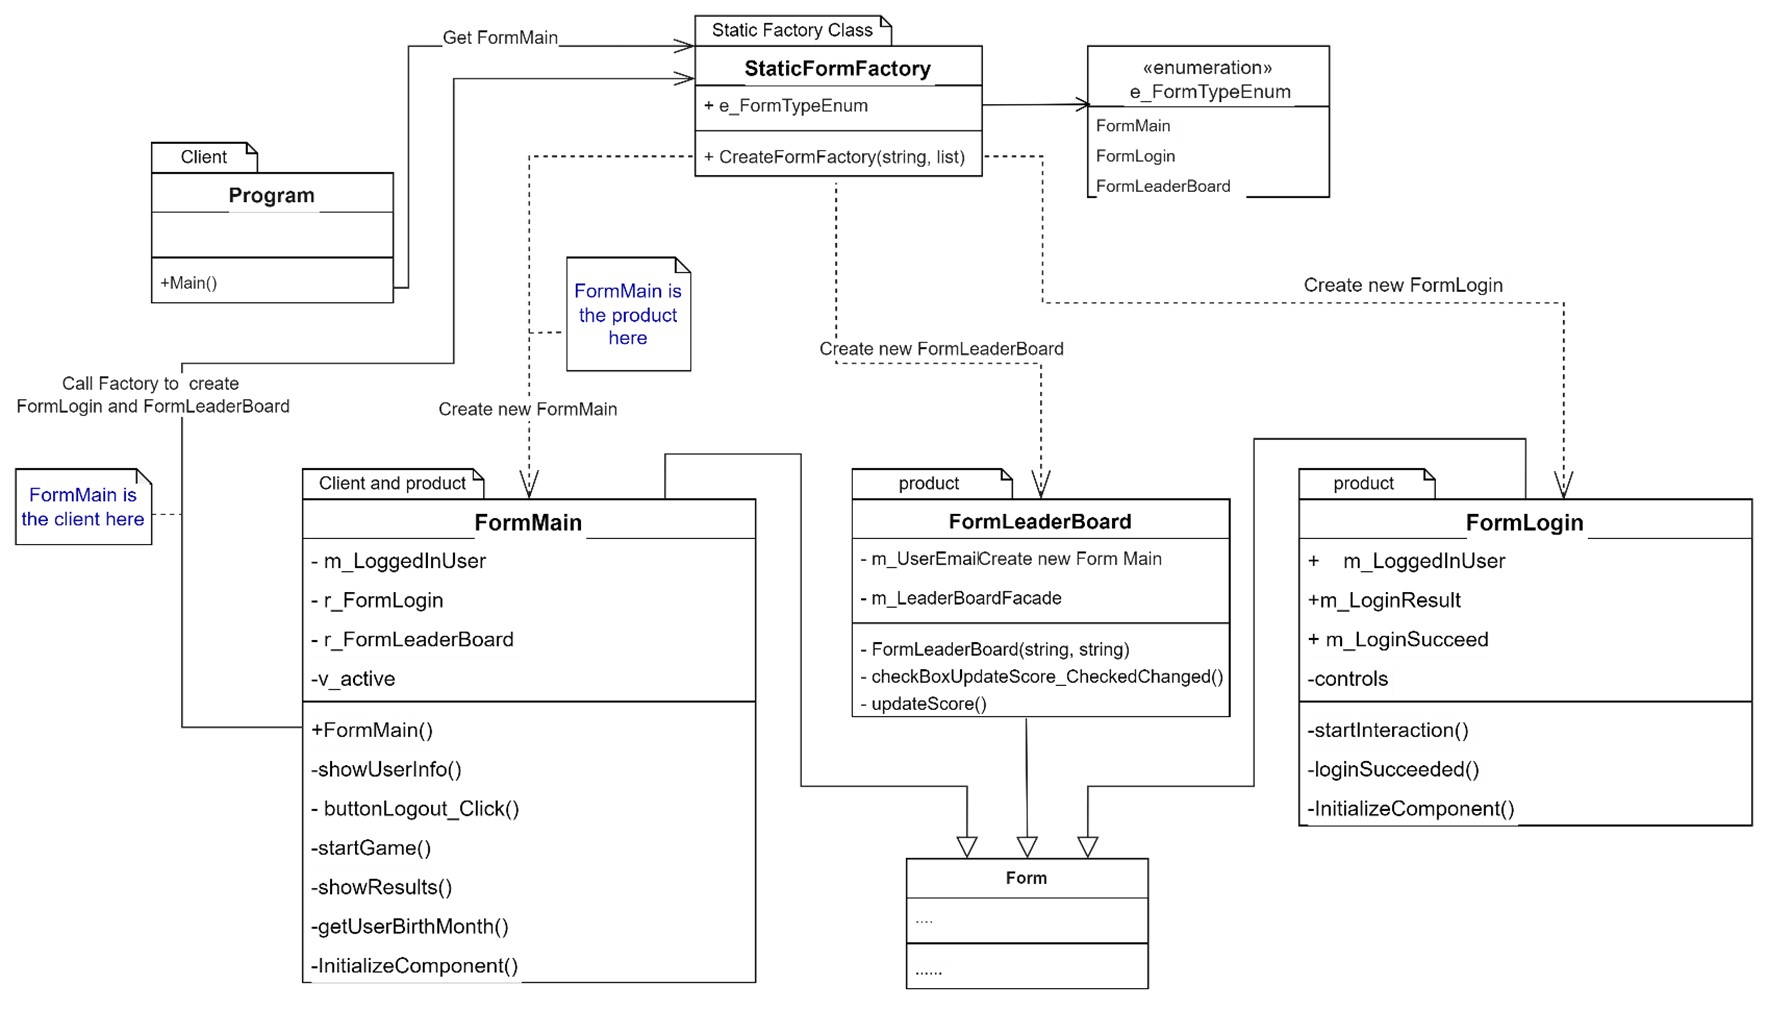 Get FormMain
Static Factory Class
StaticFormFactory
+ e_FormTypeEnum
+ CreateFormFactory(string, list)
«enumeration»
e_FormTypeEnum
FormMain
FormLogin
FormLeaderBoard
Client
Program
+Main()
FormMain is
the product
here
Create new FormLogin
Create new FormLeaderBoard
Call Factory to create
FormLogin and FormLeaderBoard
Create new FormMain
FormMain is
the client here
Client and product
FormMain
- m_LoggedInUser
- r_FormLogin
- r_FormLeaderBoard
-v_active
+FormMain()
-showUserInfo()
- buttonLogout_Click()
-startGame()
-showResults()
-getUserBirthMonth()
-InitializeComponent()
product
FormLeaderBoard
- m_UserEmailCreate new Form Main
- m_LeaderBoardFacade
- FormLeaderBoard(string, string)
- checkBoxUpdateScore_CheckedChanged()
- updateScore()
product
FormLogin
+ m_LoggedInUser
+m_LoginResult
+ m_LoginSucceed
-controls
-startInteraction()
-loginSucceeded()
-InitializeComponent()
Form
....
......